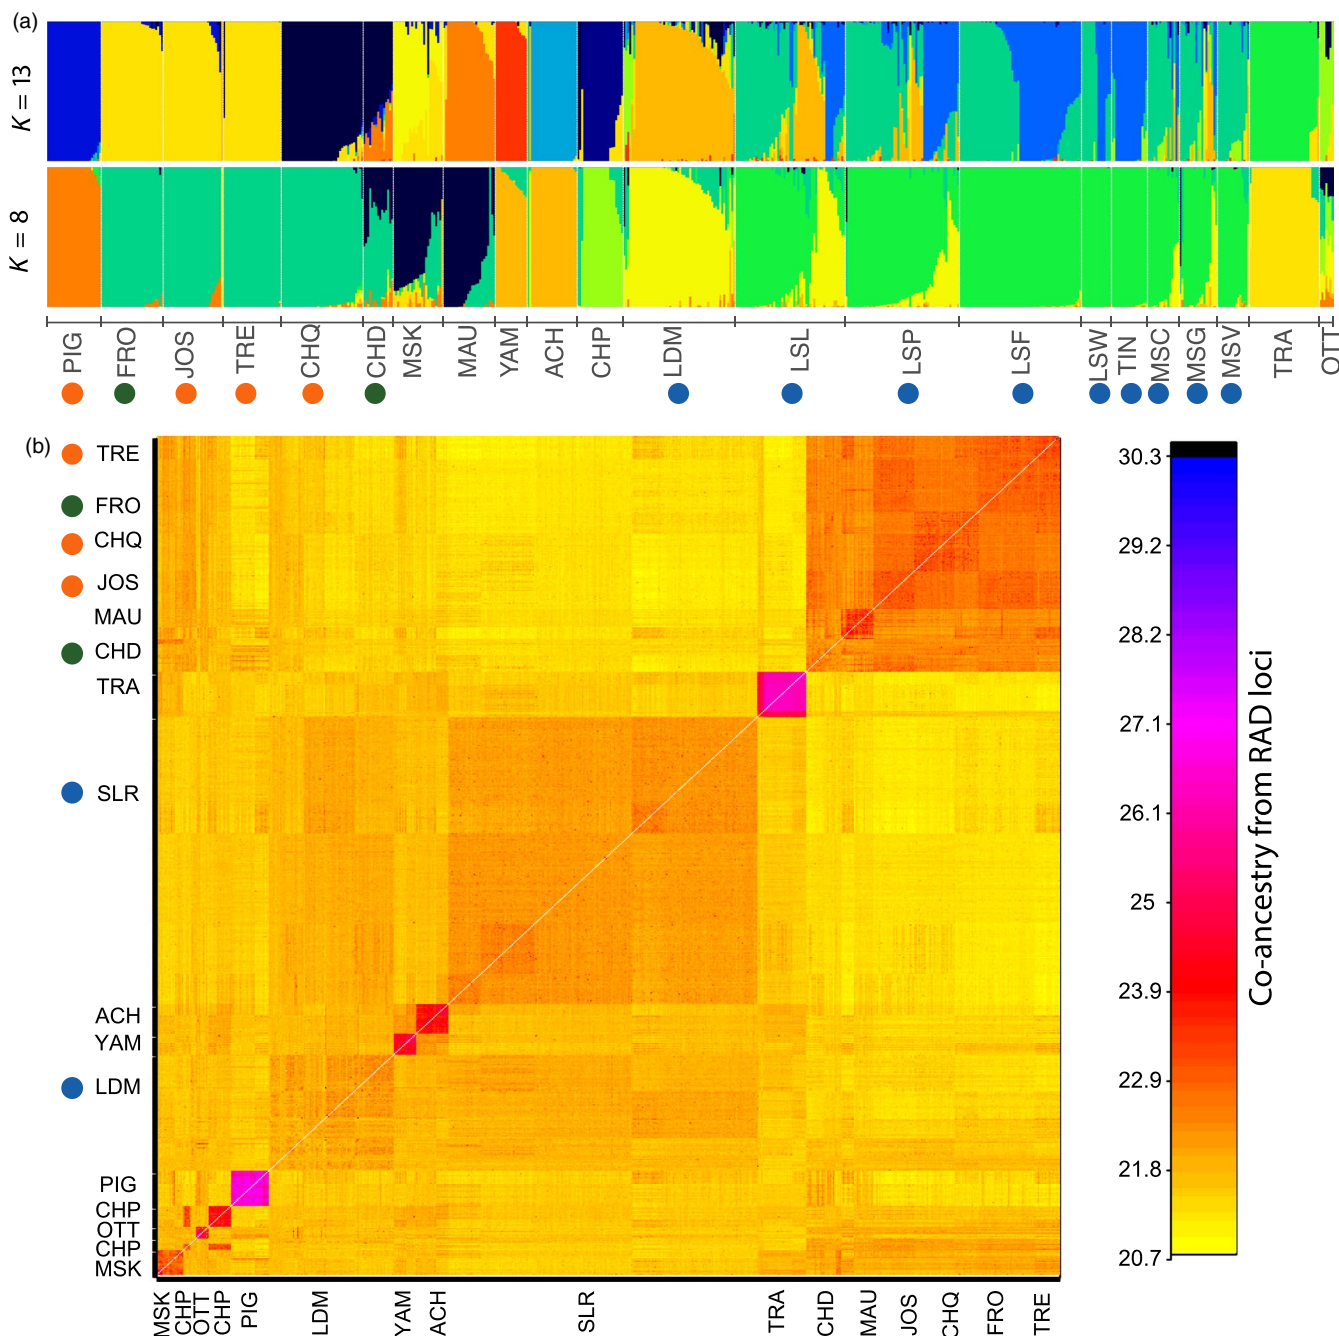 (a)
K = 13
K = 8
PIG FRO JOS TRE CHQ CHD MSK MAU YAM ACH CHP LDM LSL LSP LSF LSW TIN MSC MSG MSV TRA OTT
(b)
TRE
FRO
CHQ
JOS
MAU
CHD
TRA
SLR
ACH
YAM
LDM
PIG
CHP
OTT
CHP
MSK
MSK CHP OTT CHP PIG LDM YAM ACH SLR TRA CHD MAU JOS CHQ FRO TRE
30.3
29.2
28.2
27.1
26.1
25
23.9
22.9
21.8
20.7
Co-ancestry from RAD loci